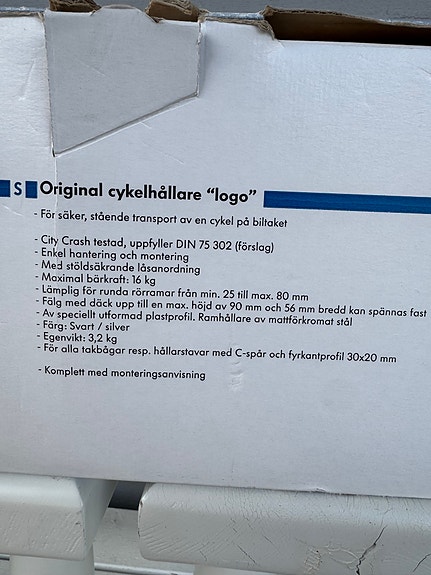 S Original cykelhållare “logo”
- För säker, stående transport av en cykel på biltaket
- City Crash testad, uppfyller DIN 75 302 (förslag)
- Enkel hantering och montering
- Med stöldsäkrande låsanordning
- Maximal bärkraft: 16 kg
- Lämplig för runda rörramar från min. 25 till max. 80 mm
- Fälg med däck upp till en max. höjd av 90 mm och 56 mm bredd kan spännas fast
- Av speciellt utformad plastprofil. Ramhållare av mattförkromat stål
- Färg: Svart / silver
- Egenvikt: 3,2 kg
- För alla takbågar resp. hållarstavar med C-spår och fyrkantprofil 30x20 mm
- Komplett med monteringsanvisning